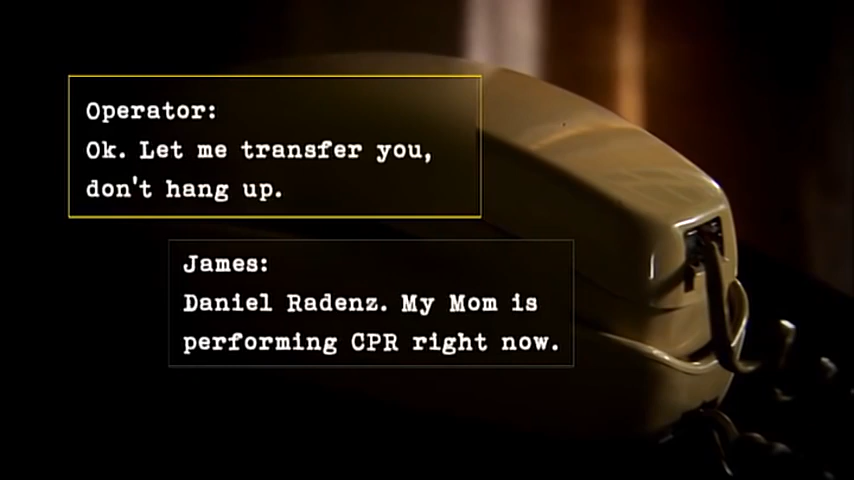 Operator:
Ok. Let me transfer you,
don't hang up.
James:
Daniel Radenz. My Mom is
performing CPR right now.